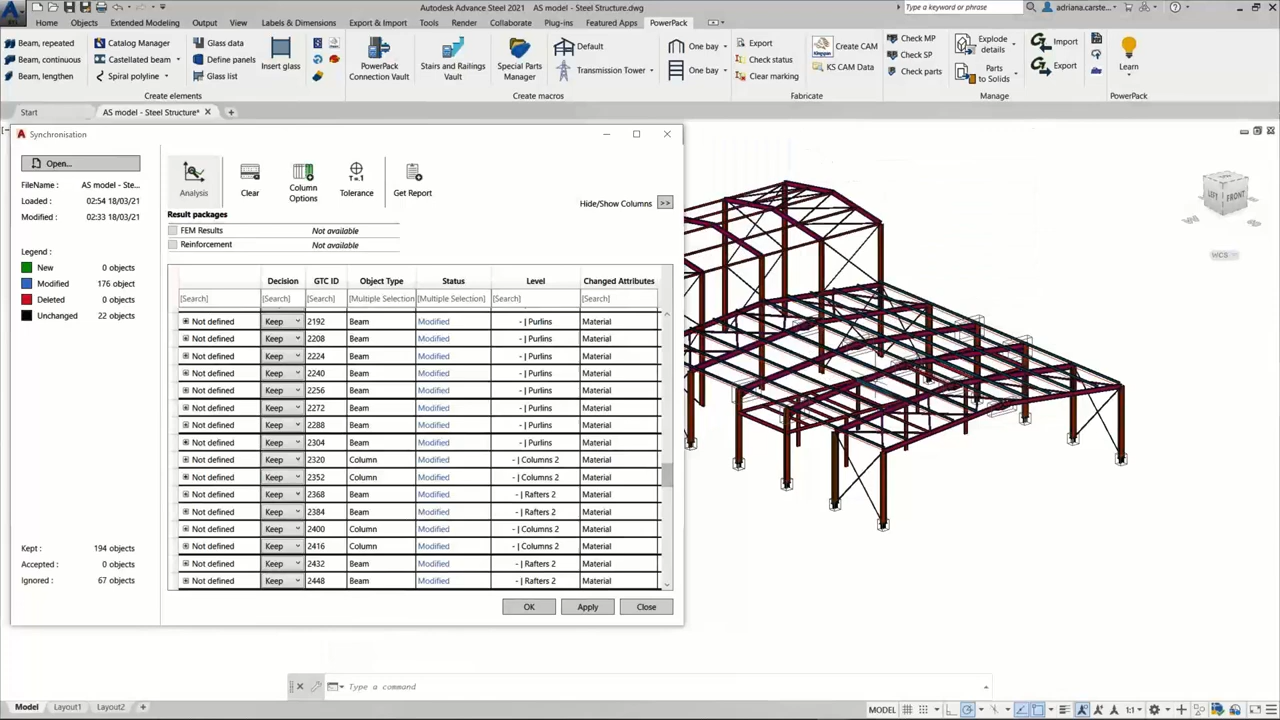 Autodesk Advance Steel 2021 AS model - Steel Structure.dwg
Type a keyword or phrase
adriana.carste...
Home Objects Extended Modeling Output View Labels & Dimensions Export & Import Tools Render Collaborate Plug-ins Featured Apps PowerPack
Beam, repeated
Beam, continuous
Beam, lengthen
Catalog Manager
Castellated beam
Spiral polyline
Glass data
Define panels
Glass list
Insert glass
Create elements
PowerPack
Connection Vault
Stairs and Railings
Vault
Special Parts
Manager
Default
Transmission Tower
One bay
One bay
Create macros
Export
Check status
Clear marking
Create CAM
KS CAM Data
Check MP
Check SP
Check parts
Fabricate
Explode
details
Parts
to Solids
Import
Export
Manage
Learn
PowerPack
Start AS model - Steel Structure*
Synchronisation
Open...
FileName : AS model - Stee...
Loaded : 02:54 18/03/21
Modified : 02:33 18/03/21
Legend :
New 0 objects
Modified 176 objects
Deleted 0 objects
Unchanged 22 objects
Kept : 194 objects
Accepted : 0 objects
Ignored : 67 objects
Analysis
Clear
Column
Options
Tolerance
Get Report
Hide/Show Columns >>
Result packages
FEM Results Not available
Reinforcement Not available
Decision GTC ID Object Type Status Level Changed Attributes
[Search] [Search] [Search] [Multiple Selection [Multiple Selection] [Search] [Search]
Not defined Keep 2192 Beam Modified - | Purlins Material
Not defined Keep 2208 Beam Modified - | Purlins Material
Not defined Keep 2224 Beam Modified - | Purlins Material
Not defined Keep 2240 Beam Modified - | Purlins Material
Not defined Keep 2256 Beam Modified - | Purlins Material
Not defined Keep 2272 Beam Modified - | Purlins Material
Not defined Keep 2288 Beam Modified - | Purlins Material
Not defined Keep 2304 Beam Modified - | Purlins Material
Not defined Keep 2320 Column Modified - | Columns 2 Material
Not defined Keep 2352 Column Modified - | Columns 2 Material
Not defined Keep 2368 Beam Modified - | Rafters 2 Material
Not defined Keep 2384 Beam Modified - | Rafters 2 Material
Not defined Keep 2400 Column Modified - | Columns 2 Material
Not defined Keep 2416 Column Modified - | Columns 2 Material
Not defined Keep 2432 Beam Modified - | Rafters 2 Material
Not defined Keep 2448 Beam Modified - | Rafters 2 Material
OK Apply Close
LEFT FRONT
WCS
Type a command
Model Layout1 Layout2 +
MODEL 1:1